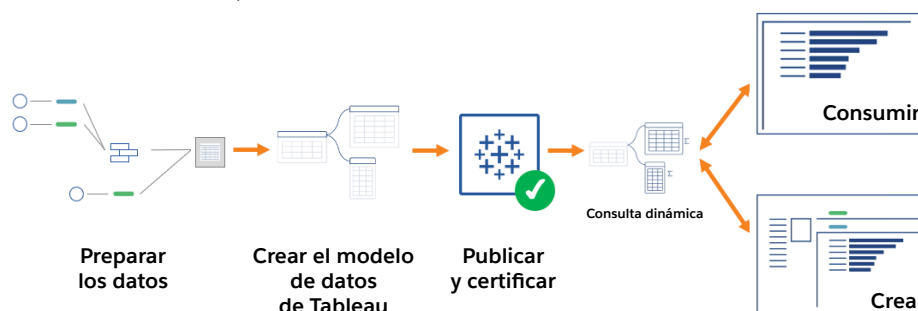 Consumir
Consulta dinámica
Preparar
los datos
Crear el modelo
de datos
de Tableau
Publicar
y certificar
Crea